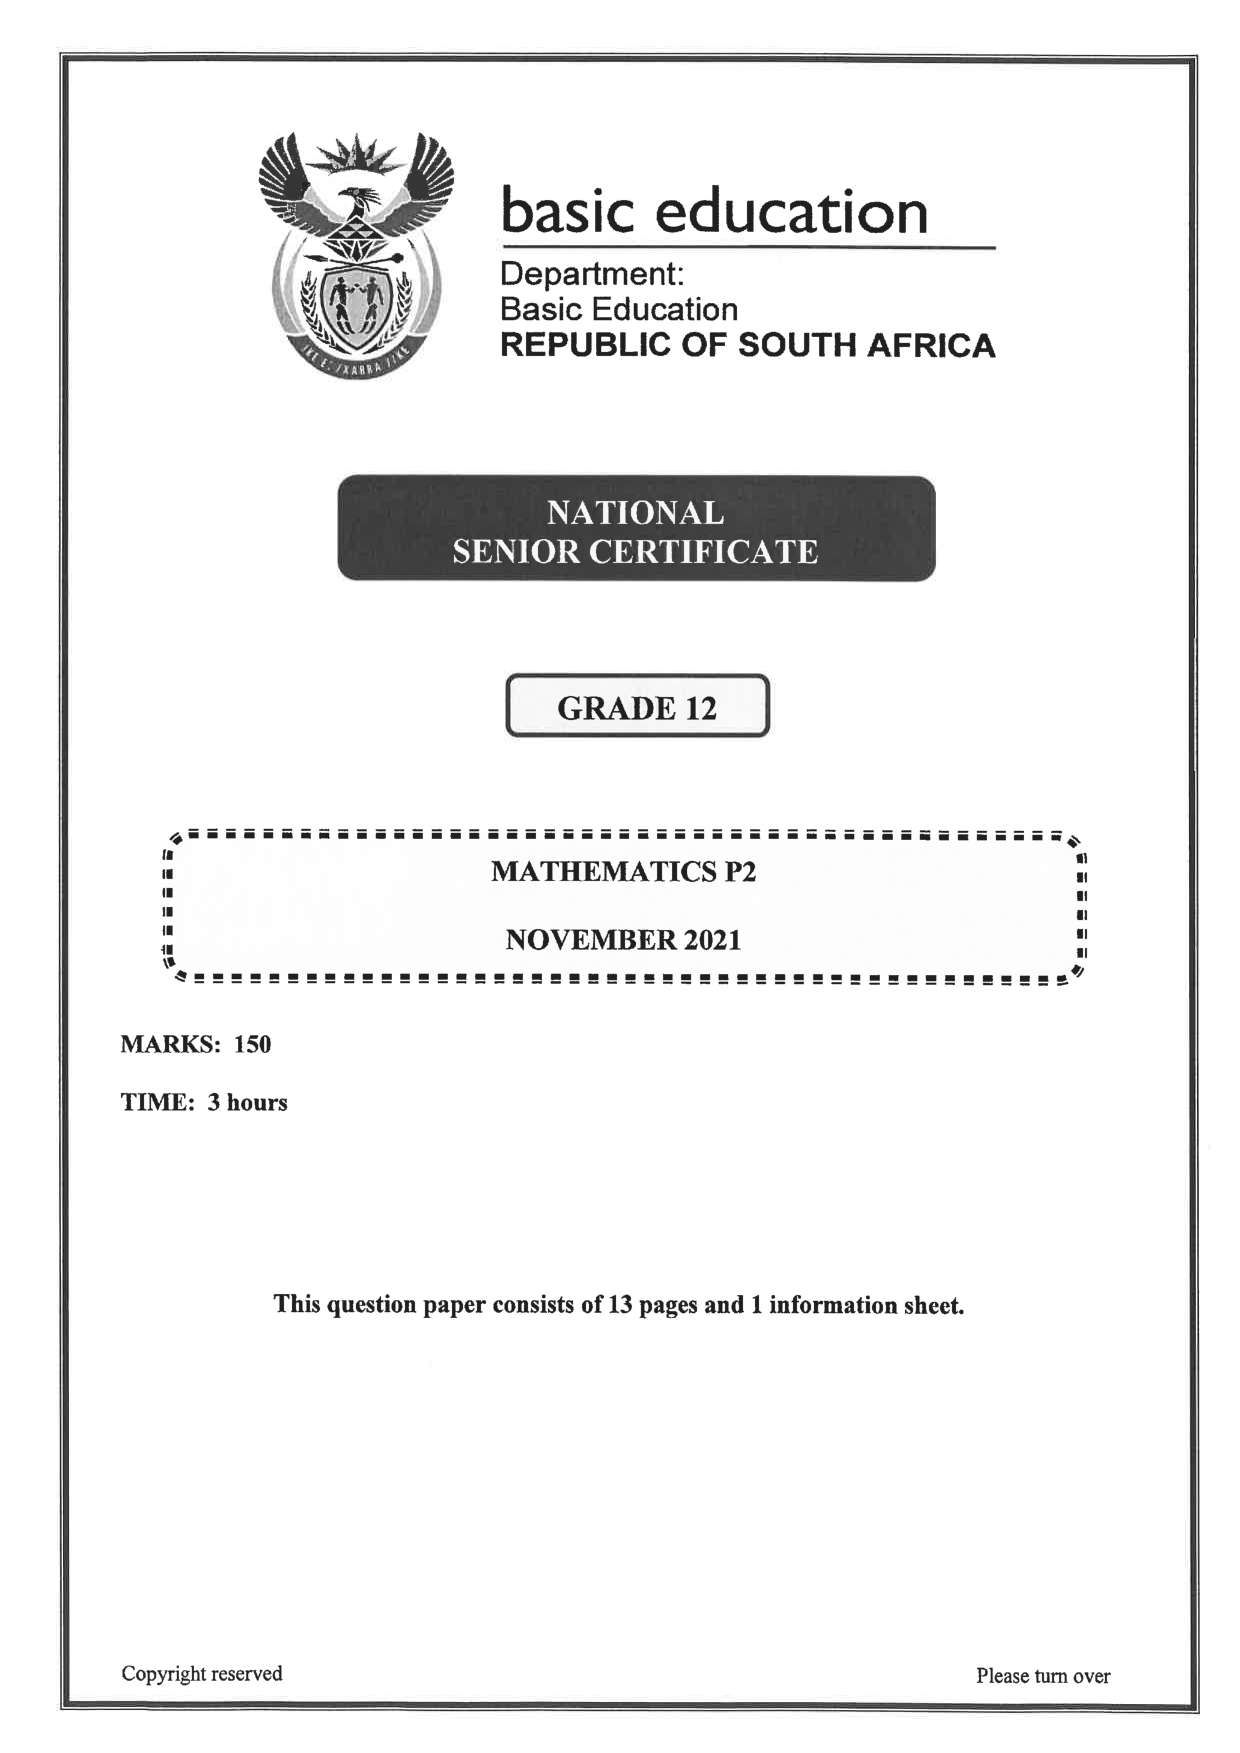 basic education
Department:
Basic Education
REPUBLIC OF SOUTH AFRICA
NATIONAL
SENIOR CERTIFICATE
GRADE 12
MATHEMATICS P2
NOVEMBER 2021
MARKS: 150
TIME: 3 hours
This question paper consists of 13 pages and 1 information sheet.
Copyright reserved
Please turn over